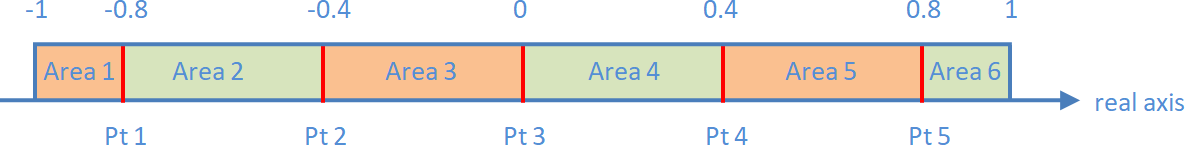 -1 -0.8 -0.4 0 0.4 0.8 1
Area 1 Area 2 Area 3 Area 4 Area 5 Area 6
real axis
Pt 1 Pt 2 Pt 3 Pt 4 Pt 5